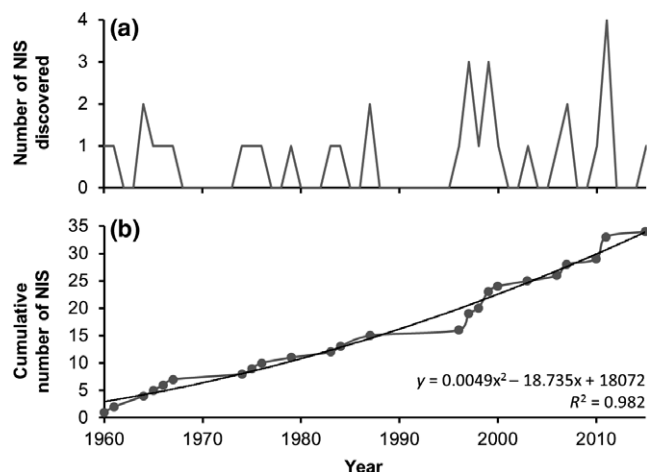 (a)
Number of NIS
discovered
4
3
2
1
0
(b)
Cumulative
number of NIS
35
30
25
20
15
10
5
0
y = 0.0049x² – 18.735x + 18072
R² = 0.982
1960 1970 1980 1990 2000 2010
Year